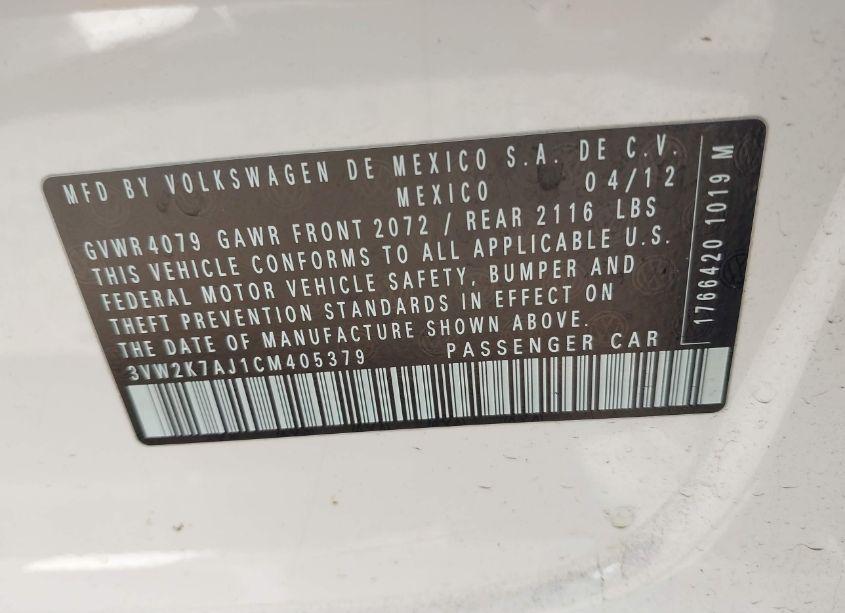 MFD BY VOLKSWAGEN DE MEXICO S.A. DE C.V.
MEXICO 04/12
GVWR4079 GAWR FRONT 2072 / REAR 2116 LBS
THIS VEHICLE CONFORMS TO ALL APPLICABLE U.S.
FEDERAL MOTOR VEHICLE SAFETY, BUMPER AND
THEFT PREVENTION STANDARDS IN EFFECT ON
THE DATE OF MANUFACTURE SHOWN ABOVE.
3VW2K7AJ1CM405379 PASSENGER CAR
1766420 1019 M